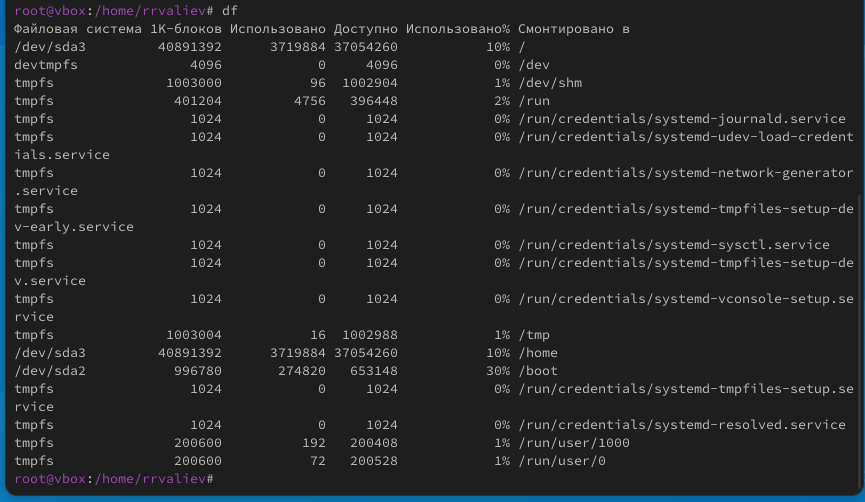 root@vbox:/home/rrvaliev# df
Файловая система 1K-блоков Использовано Доступно Использовано% Смонтировано в
/dev/sda3         40891392      3719884 37054260           10% /
devtmpfs              4096            0     4096            0% /dev
tmpfs              1003000           96  1002904            1% /dev/shm
tmpfs               401204         4756   396448            2% /run
tmpfs                 1024            0     1024            0% /run/credentials/systemd-journald.service
tmpfs                 1024            0     1024            0% /run/credentials/systemd-udev-load-credent
ials.service
tmpfs                 1024            0     1024            0% /run/credentials/systemd-network-generator
.service
tmpfs                 1024            0     1024            0% /run/credentials/systemd-tmpfiles-setup-de
v-early.service
tmpfs                 1024            0     1024            0% /run/credentials/systemd-sysctl.service
tmpfs                 1024            0     1024            0% /run/credentials/systemd-tmpfiles-setup-de
v.service
tmpfs                 1024            0     1024            0% /run/credentials/systemd-vconsole-setup.se
rvice
tmpfs              1003004           16  1002988            1% /tmp
/dev/sda3         40891392      3719884 37054260           10% /home
/dev/sda2           996780       274820   653148           30% /boot
tmpfs                 1024            0     1024            0% /run/credentials/systemd-tmpfiles-setup.se
rvice
tmpfs                 1024            0     1024            0% /run/credentials/systemd-resolved.service
tmpfs               200600          192   200408            1% /run/user/1000
tmpfs               200600           72   200528            1% /run/user/0
root@vbox:/home/rrvaliev#